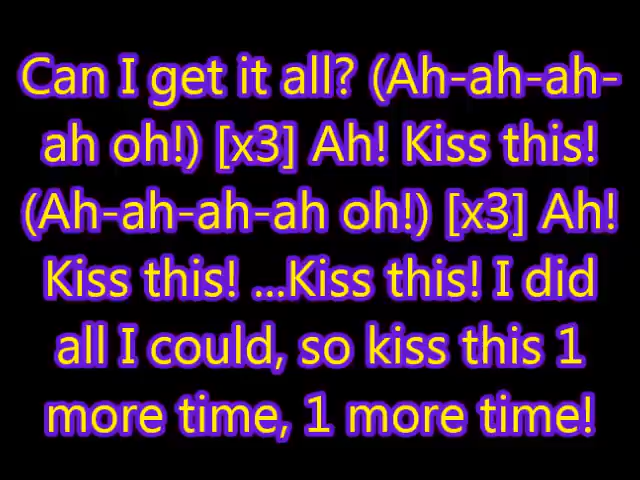 Can I get it all? (Ah-ah-ah-
ah oh!) [x3] Ah! Kiss this!
(Ah-ah-ah-ah oh!) [x3] Ah!
Kiss this! ...Kiss this! I did
all I could, so kiss this 1
more time, 1 more time!